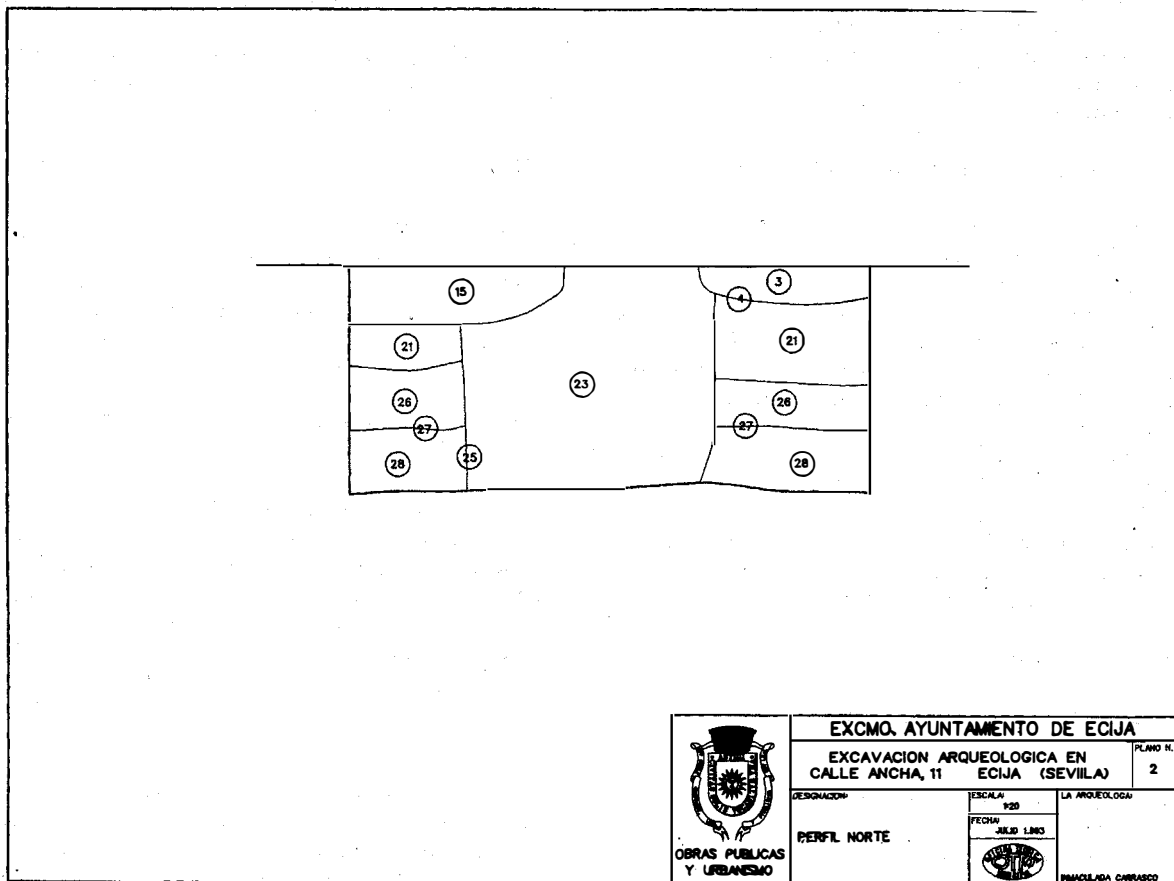 3
15
4
21
21
23
26
26
27
27
25
28
28
EXCMO. AYUNTAMIENTO DE ECIJA
EXCAVACION ARQUEOLOGICA EN
CALLE ANCHA, 11 ECIJA (SEVILLA)
PLANO N.
2
DESIGNACION:
PERFIL NORTE
ESCALA:
1:20
FECHA:
JULIO
LA ARQUEOLOGA:
INMACULADA CARRASCO
OBRAS PUBLICAS
Y URBANISMO